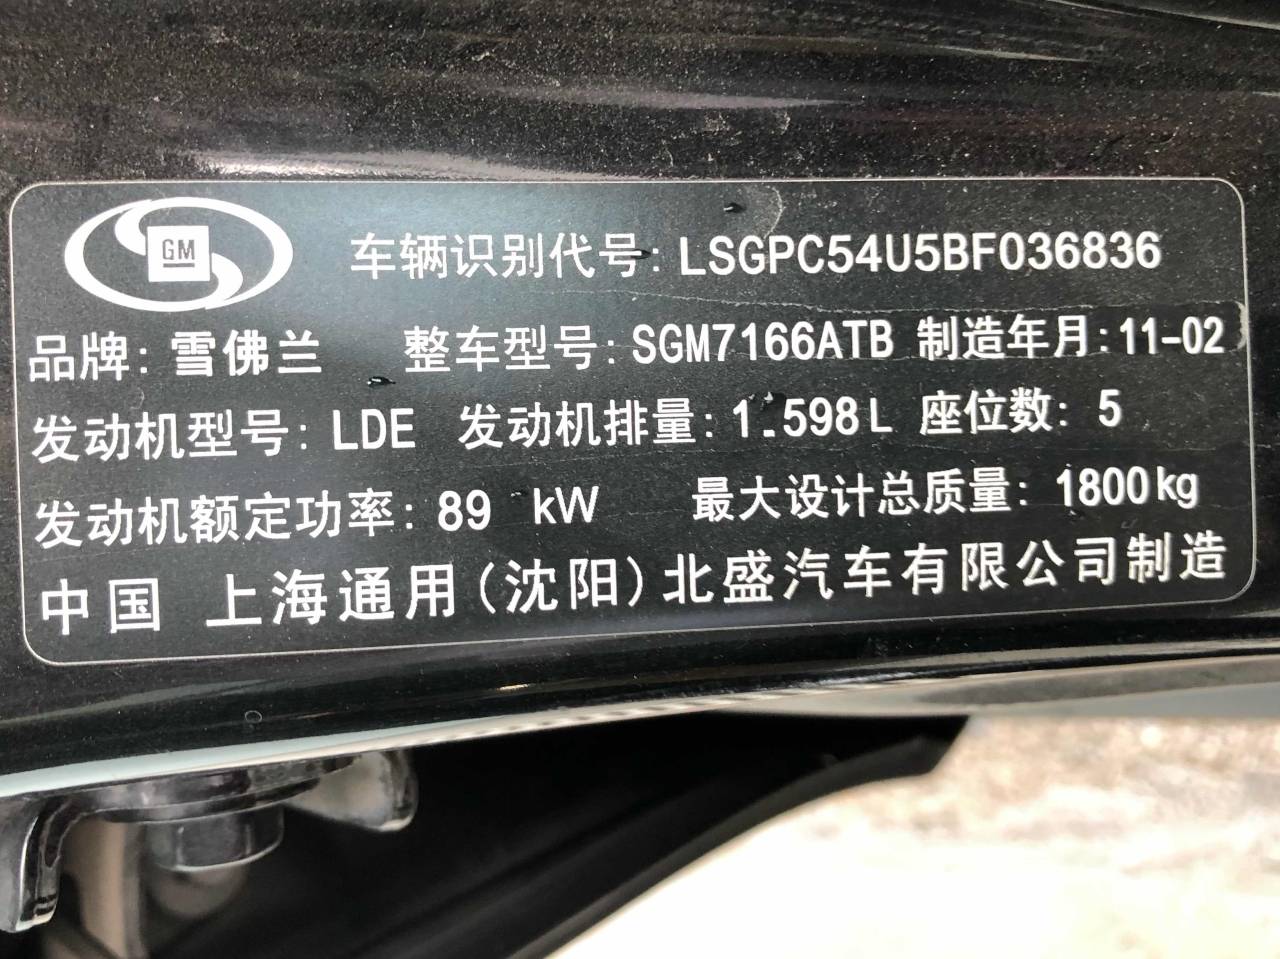 GM
车辆识别代号: LSGPC54U5BF036836
品牌: 雪佛兰 整车型号: SGM7166ATB 制造年月: 11-02
发动机型号: LDE 发动机排量: 1.598L 座位数: 5
发动机额定功率: 89 kW 最大设计总质量: 1800kg
中国 上海通用(沈阳)北盛汽车有限公司制造